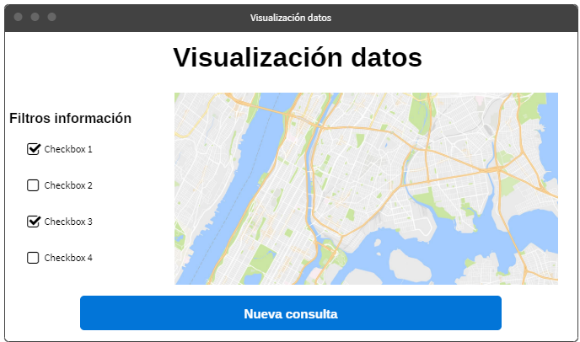 Visualización datos
Visualización datos
Filtros información
Checkbox 1
Checkbox 2
Checkbox 3
Checkbox 4
Nueva consulta